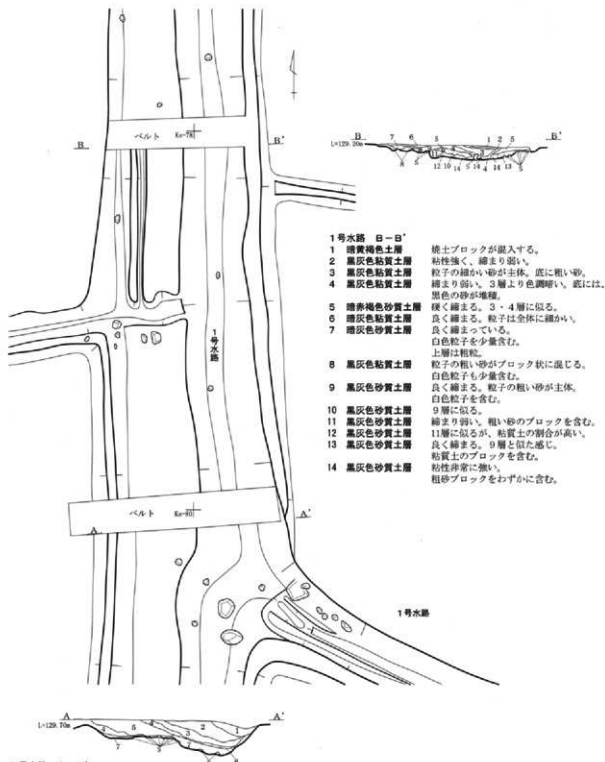 ベルト Ko-78
B B'
B B'
L=129.20m
7 6 5 1 2 5
8 5 12 10 14 5 14 4 14 13 5
1号水路 B-B'
1 暗黄褐色土層 焼土ブロックが混入する。
2 黒灰色粘質土層 粘性強く、締まり弱い。
3 黒灰色粘質土層 粒子の細かい砂が主体。底に粗い砂。
4 黒灰色粘質土層 締まり弱い。3層より色調暗い。底には、
黒色の砂が堆積。
5 暗赤褐色砂質土層 硬く締まる。3・4層に似る。
6 暗灰色粘質土層 良く締まる。粒子は全体に細かい。
7 暗灰色砂質土層 良く締まっている。
白色粒子を少量含む。
上層は粗粒。
8 黒灰色粘質土層 粒子の粗い砂がブロック状に混じる。
白色粒子も少量含む。
9 黒灰色砂質土層 良く締まる。粒子の粗い砂が主体。
白色粒子を含む。
10 黒灰色砂質土層 9層に似る。
11 黒灰色砂質土層 締まり弱い。粗い砂のブロックを含む。
12 黒灰色砂質土層 11層に似るが、粘質土の割合が高い。
13 黒灰色砂質土層 良く締まる。9層と似た感じ。
粘質土のブロックを含む。
14 黒灰色砂質土層 粘性非常に強い。
粗砂ブロックをわずかに含む。
1号水路
ベルト Ko-80
A A'
1号水路
A A'
L=129.70m
4 5 4 3 2 1
7 7